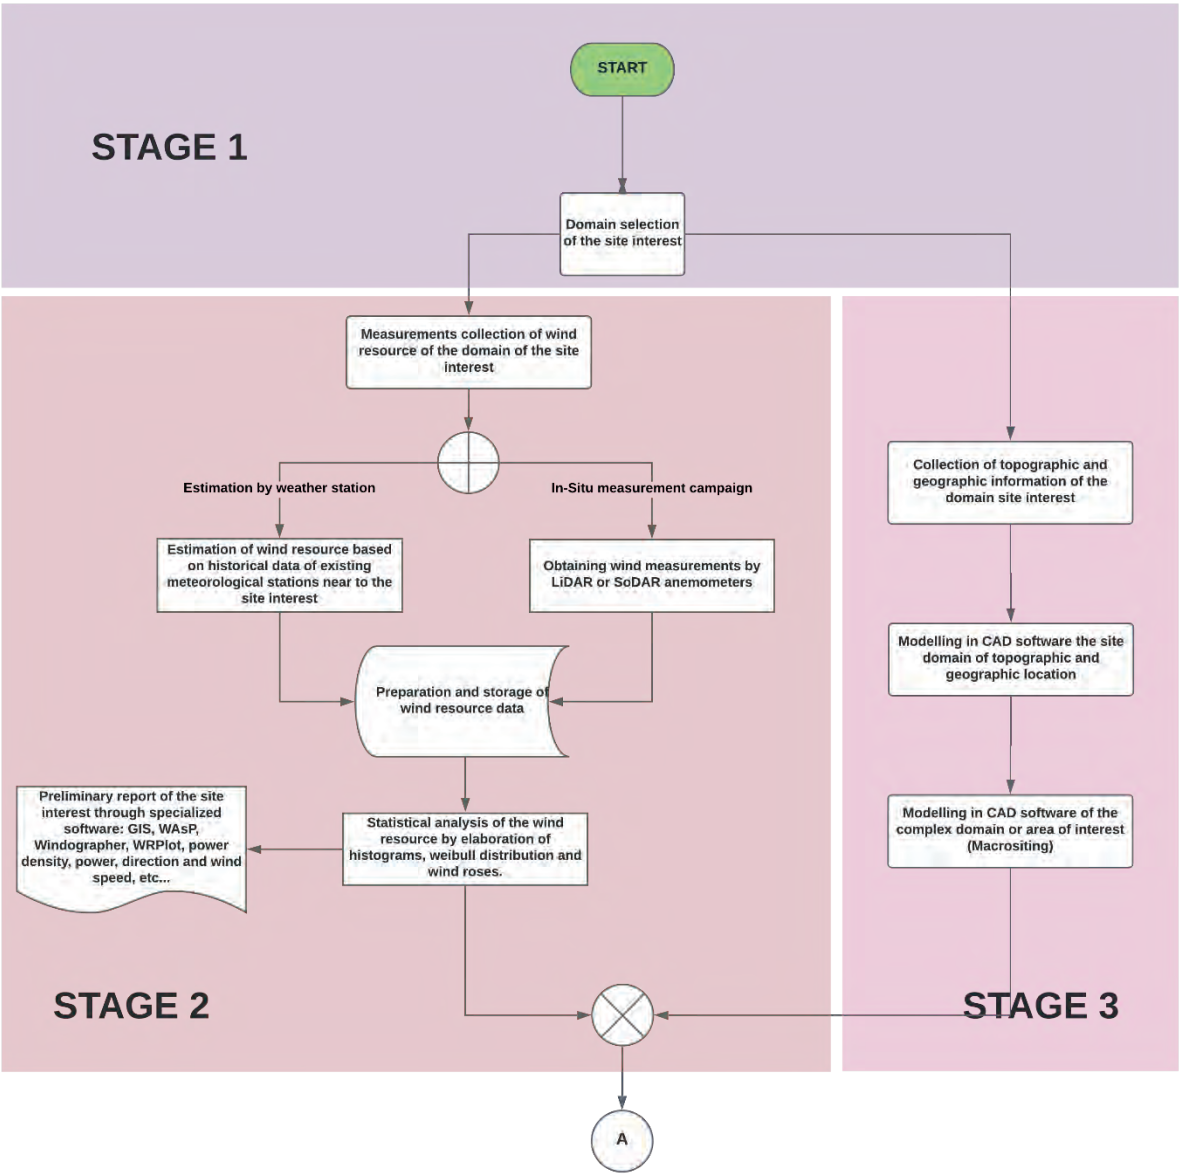 START
STAGE 1
Domain selection
of the site interest
Measurements collection of wind
resource of the domain of the site
interest
Estimation by weather station
In-Situ measurement campaign
Estimation of wind resource based
on historical data of existing
meteorological stations near to the
site interest
Obtaining wind measurements by
LiDAR or SoDAR anemometers
Preparation and storage of
wind resource data
Statistical analysis of the wind
resource by elaboration of
histograms, weibull distribution and
wind roses.
Preliminary report of the site
interest through specialized
software: GIS, WAsP,
Windographer, WRPlot, power
density, power, direction and wind
speed, etc...
STAGE 2
Collection of topographic and
geographic information of the
domain site interest
Modelling in CAD software the site
domain of topographic and
geographic location
Modelling in CAD software of the
complex domain or area of interest
(Macrositing)
STAGE 3
A